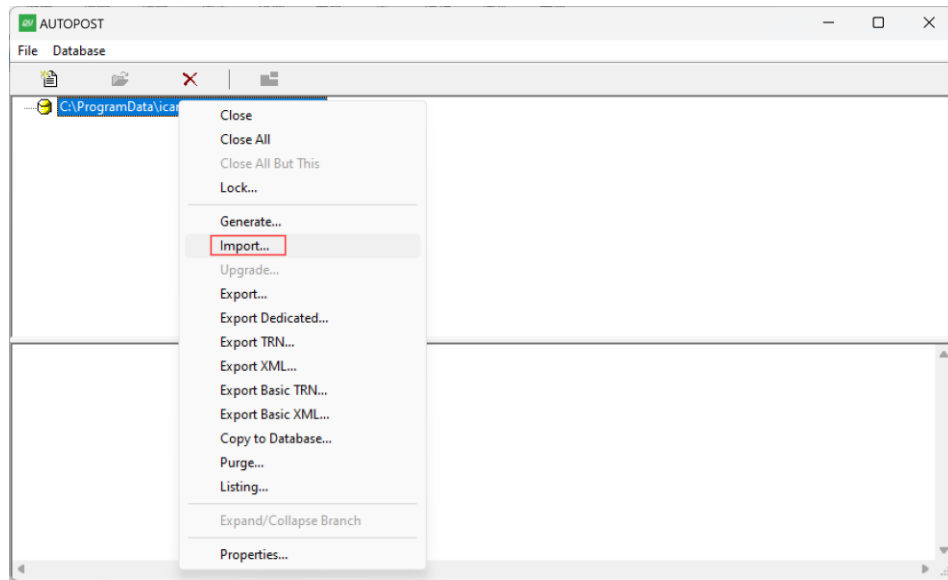 AUTOPOST
File Database
C:\ProgramData\icar
Close
Close All
Close All But This
Lock...
Generate...
Import...
Upgrade...
Export...
Export Dedicated...
Export TRN...
Export XML...
Export Basic TRN...
Export Basic XML...
Copy to Database...
Purge...
Listing...
Expand/Collapse Branch
Properties...